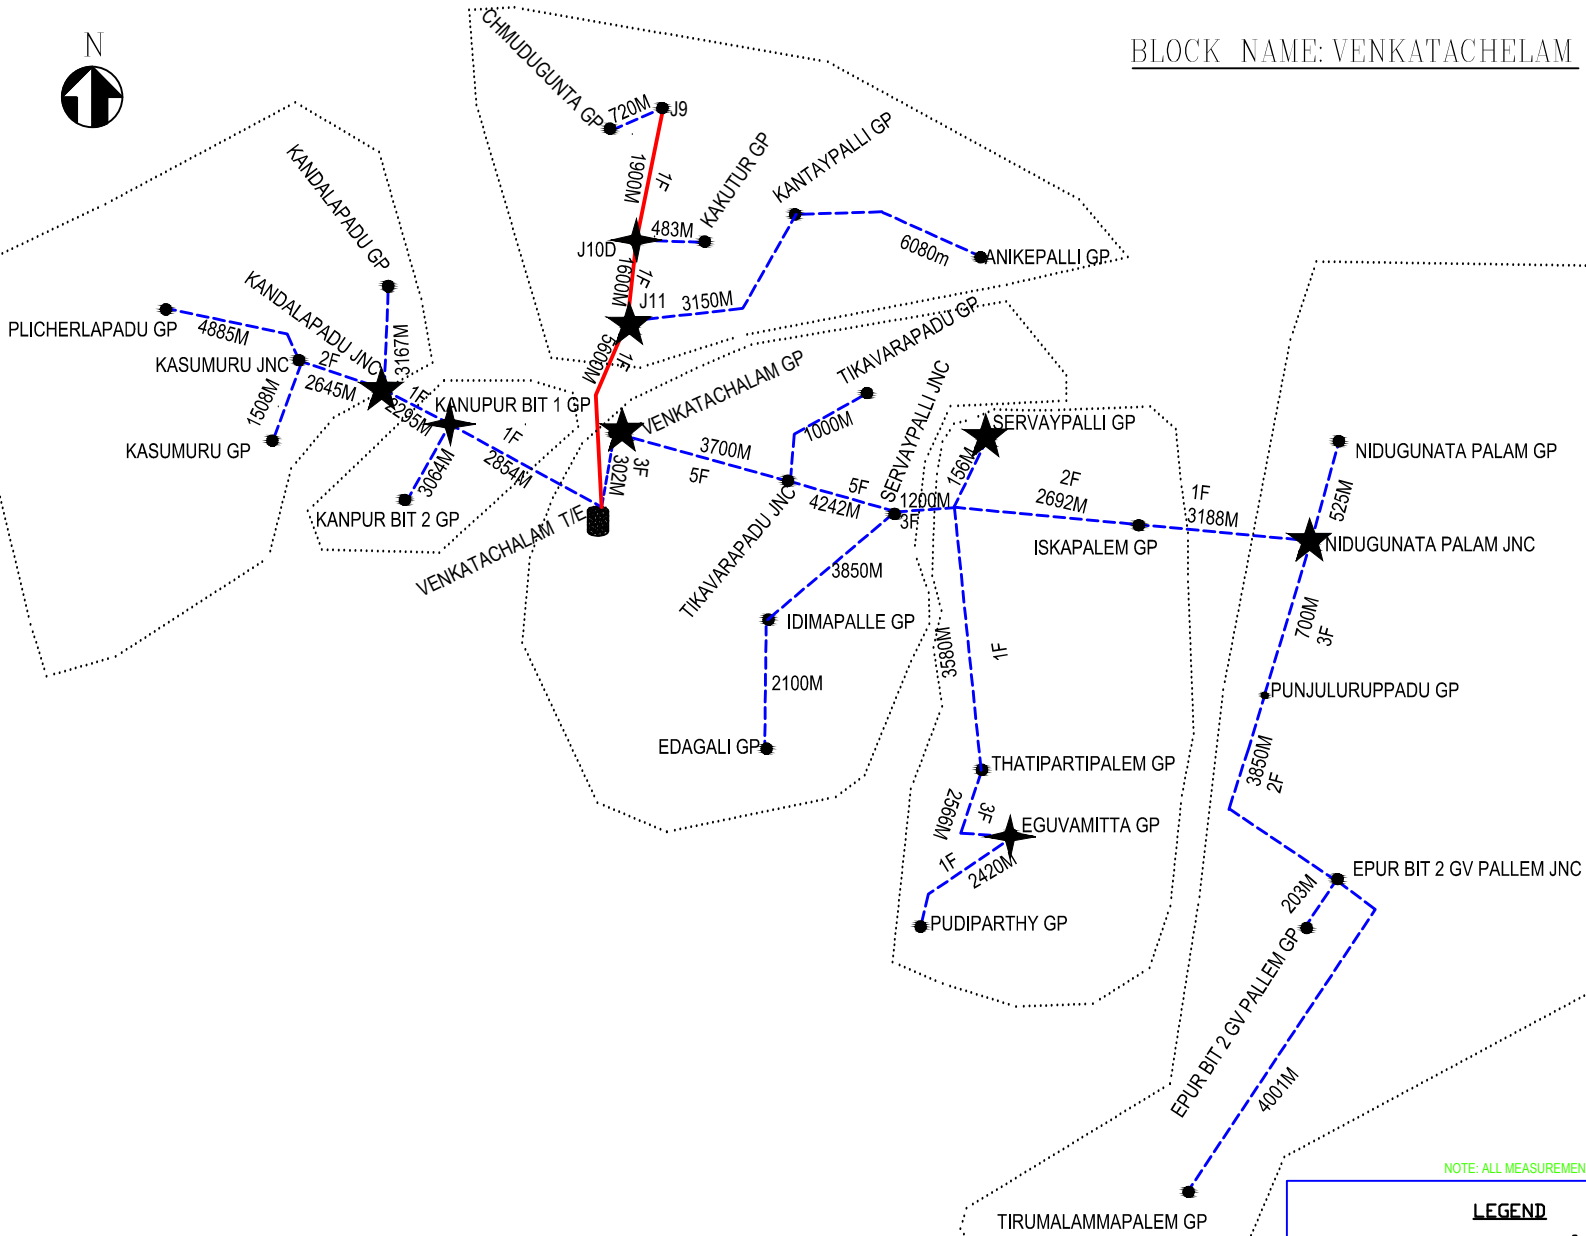 N
BLOCK NAME: VENKATACHELAM
CHMUDUGUNTA GP
720M
J9
1900M
1F
KAKUTUR GP
483M
J10D
KANTAYPALLI GP
6080m
ANIKEPALLI GP
1600M
1F
J11
3150M
5600M
1F
KANDALAPADU GP
KANDALAPADU JNC
3167M
PLICHERLAPADU GP
4885M
KASUMURU JNC
2F
2645M
1508M
KASUMURU GP
1F
2295M
KANUPUR BIT 1 GP
3064M
KANPUR BIT 2 GP
1F
2854M
VENKATACHALAM T/E
302M
3F
VENKATACHALAM GP
3700M
5F
TIKAVARAPADU GP
1000M
TIKAVARAPADU JNC
5F
4242M
SERVAYPALLI JNC
1200M
3F
SERVAYPALLI GP
156M
2F
2692M
ISKAPALEM GP
1F
3188M
NIDUGUNATA PALAM GP
525M
NIDUGUNATA PALAM JNC
3850M
IDIMAPALLE GP
2100M
EDAGALI GP
3580M
1F
THATIPARTIPALEM GP
2566M
3F
EGUVAMITTA GP
1F
2420M
PUDIPARTHY GP
700M
3F
PUNJULURUPPADU GP
3850M
2F
EPUR BIT 2 GV PALLEM JNC
203M
EPUR BIT 2 GV PALLEM GP
4001M
TIRUMALAMMAPALEM GP
NOTE: ALL MEASUREMEN
LEGEND